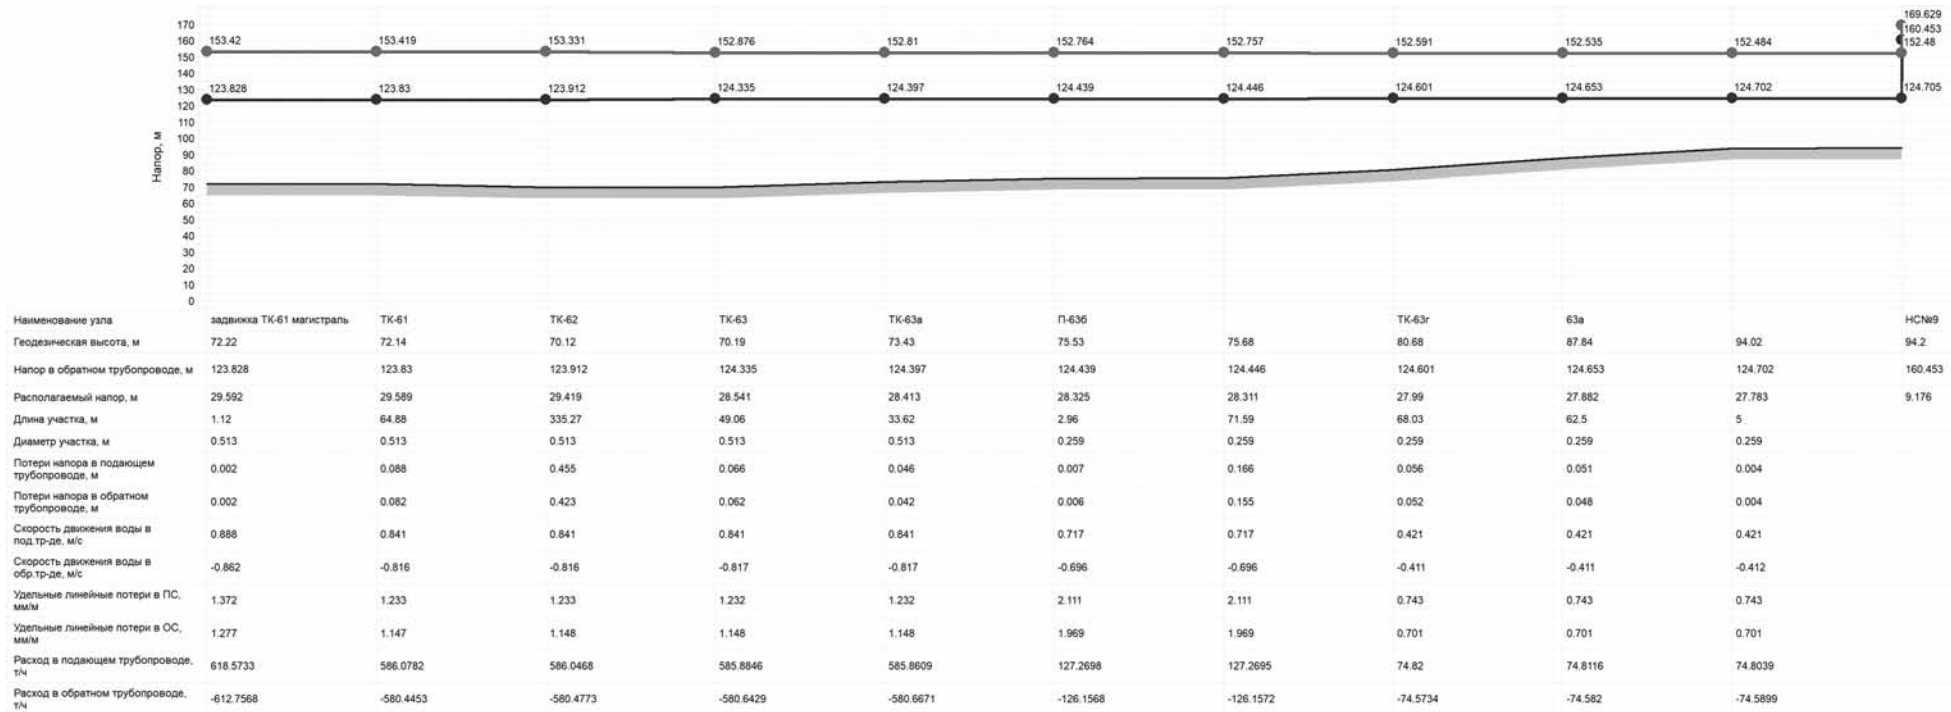 169.629
170
160.453
160 153.42 153.419 153.331 152.876 152.81 152.764 152.757 152.591 152.535 152.484 152.48
150
140
130 123.828 123.83 123.912 124.335 124.397 124.439 124.446 124.601 124.653 124.702 124.705
120
110
100
90
80
70
60
50
40
30
20
10
0
Напор, м
Наименование узла задвижка ТК-61 магистраль ТК-61 ТК-62 ТК-63 ТК-63а П-63б ТК-63г 63а НС№9
Геодезическая высота, м 72.22 72.14 70.12 70.19 73.43 75.53 75.68 80.68 87.84 94.02 94.2
Напор в обратном трубопроводе, м 123.828 123.83 123.912 124.335 124.397 124.439 124.446 124.601 124.653 124.702 160.453
Располагаемый напор, м 29.592 29.589 29.419 28.541 28.413 28.325 28.311 27.99 27.882 27.783 9.176
Длина участка, м 1.12 64.88 335.27 49.06 33.62 2.96 71.59 68.03 62.5 5
Диаметр участка, м 0.513 0.513 0.513 0.513 0.513 0.259 0.259 0.259 0.259 0.259
Потери напора в подающем
трубопроводе, м 0.002 0.088 0.455 0.066 0.046 0.007 0.166 0.056 0.051 0.004
Потери напора в обратном
трубопроводе, м 0.002 0.082 0.423 0.062 0.042 0.006 0.155 0.052 0.048 0.004
Скорость движения воды в
под.тр-де, м/с 0.888 0.841 0.841 0.841 0.841 0.717 0.717 0.421 0.421 0.421
Скорость движения воды в
обр.тр-де, м/с -0.862 -0.816 -0.816 -0.817 -0.817 -0.696 -0.696 -0.411 -0.411 -0.412
Удельные линейные потери в ПС,
мм/м 1.372 1.233 1.233 1.232 1.232 2.111 2.111 0.743 0.743 0.743
Удельные линейные потери в ОС,
мм/м 1.277 1.147 1.148 1.148 1.148 1.969 1.969 0.701 0.701 0.701
Расход в подающем трубопроводе,
т/ч 618.5733 586.0782 586.0468 585.8846 585.8609 127.2698 127.2695 74.82 74.8116 74.8039
Расход в обратном трубопроводе,
т/ч -612.7568 -580.4453 -580.4773 -580.6429 -580.6671 -126.1568 -126.1572 -74.5734 -74.582 -74.5899